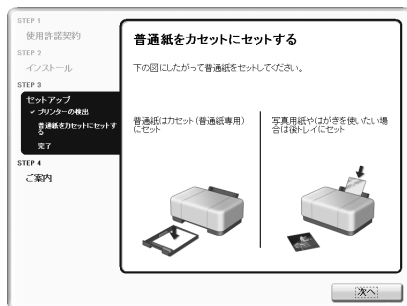 STEP 1
使用許諾契約
STEP 2
インストール
STEP 3
セットアップ
✓ プリンターの検出
普通紙をカセットにセットす
る
完了
STEP 4
ご案内
普通紙をカセットにセットする
下の図にしたがって普通紙をセットしてください。
普通紙はカセット(普通紙専用)
にセット
写真用紙やはがきを使いたい場
合は後トレイにセット
次へ